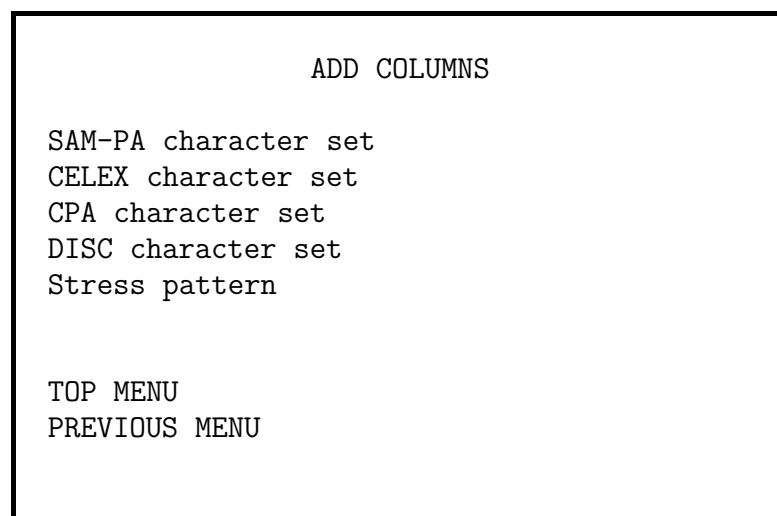 ADD COLUMNS
SAM-PA character set
CELEX character set
CPA character set
DISC character set
Stress pattern
TOP MENU
PREVIOUS MENU